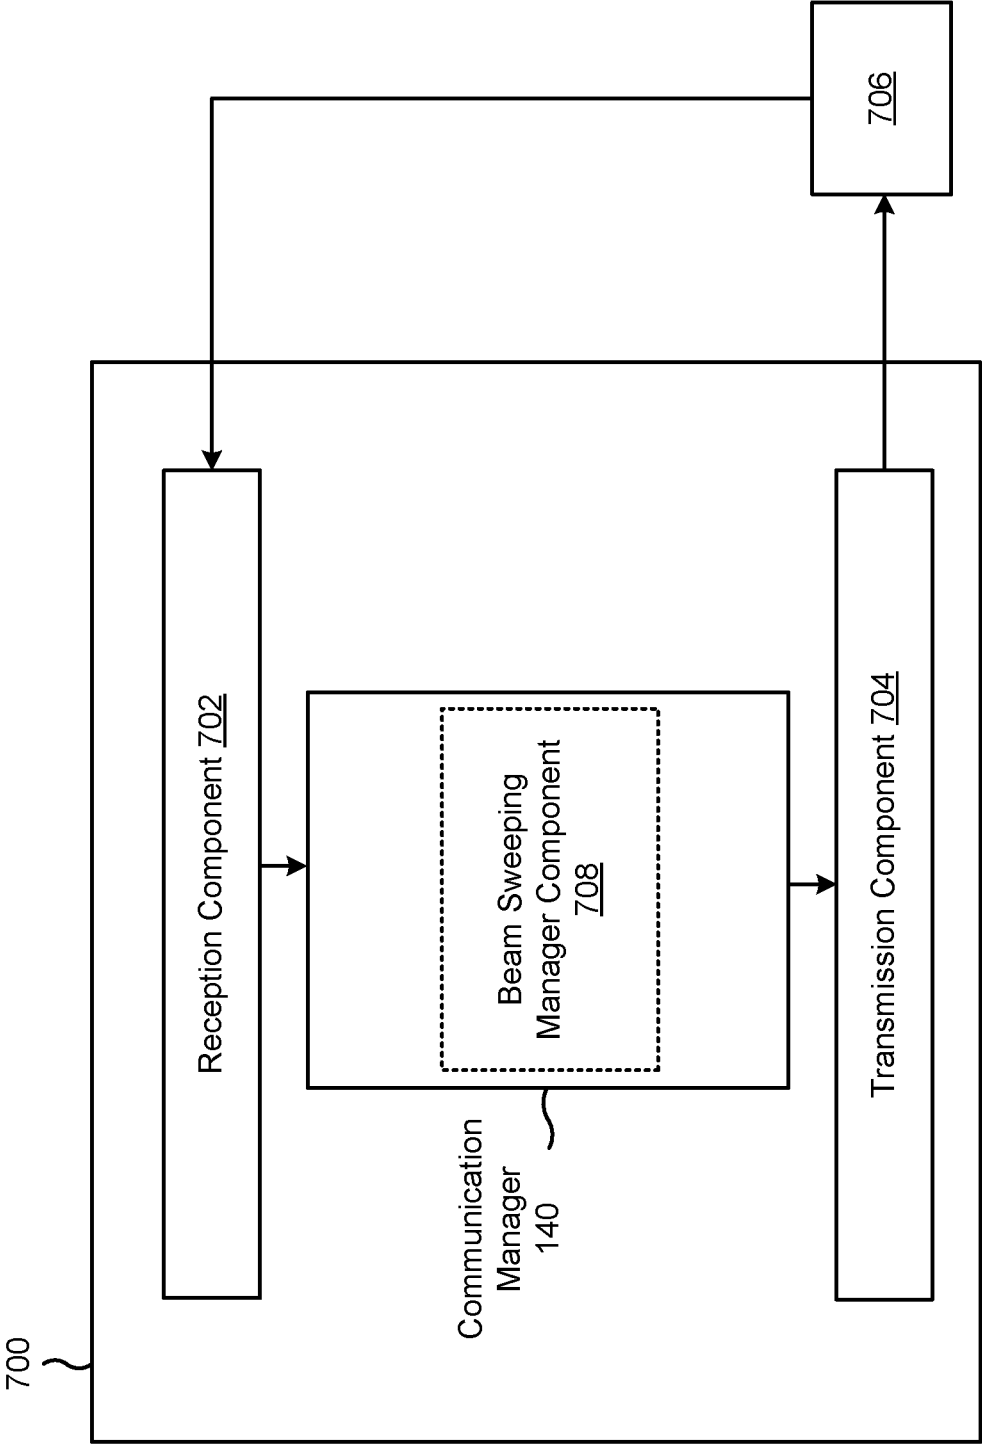 700
Reception Component 702
706
Communication
Manager
140
Beam Sweeping
Manager Component
708
Transmission Component 704